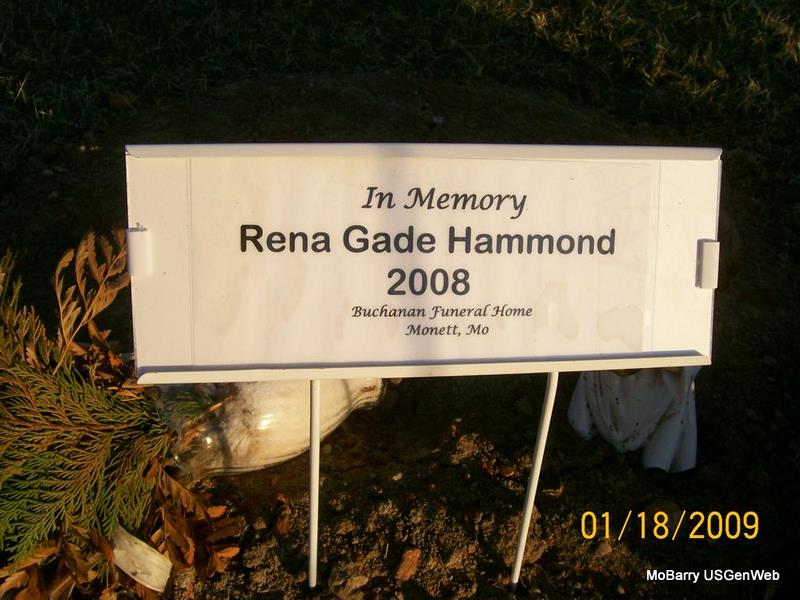 In Memory
Rena Gade Hammond
2008
Buchanan Funeral Home
Monett, Mo
01/18/2009
MoBarry USGenWeb